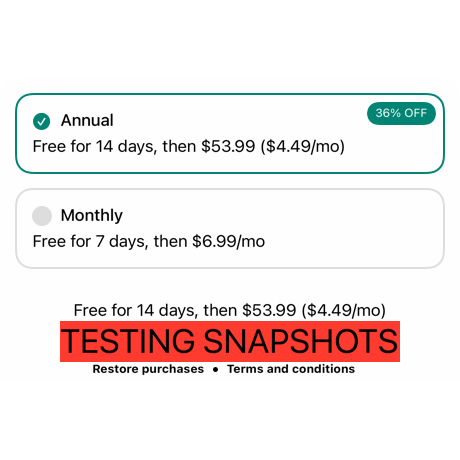 36% OFF
Annual
Free for 14 days, then $53.99 ($4.49/mo)
Monthly
Free for 7 days, then $6.99/mo
Free for 14 days, then $53.99 ($4.49/mo)
TESTING SNAPSHOTS
Restore purchases • Terms and conditions